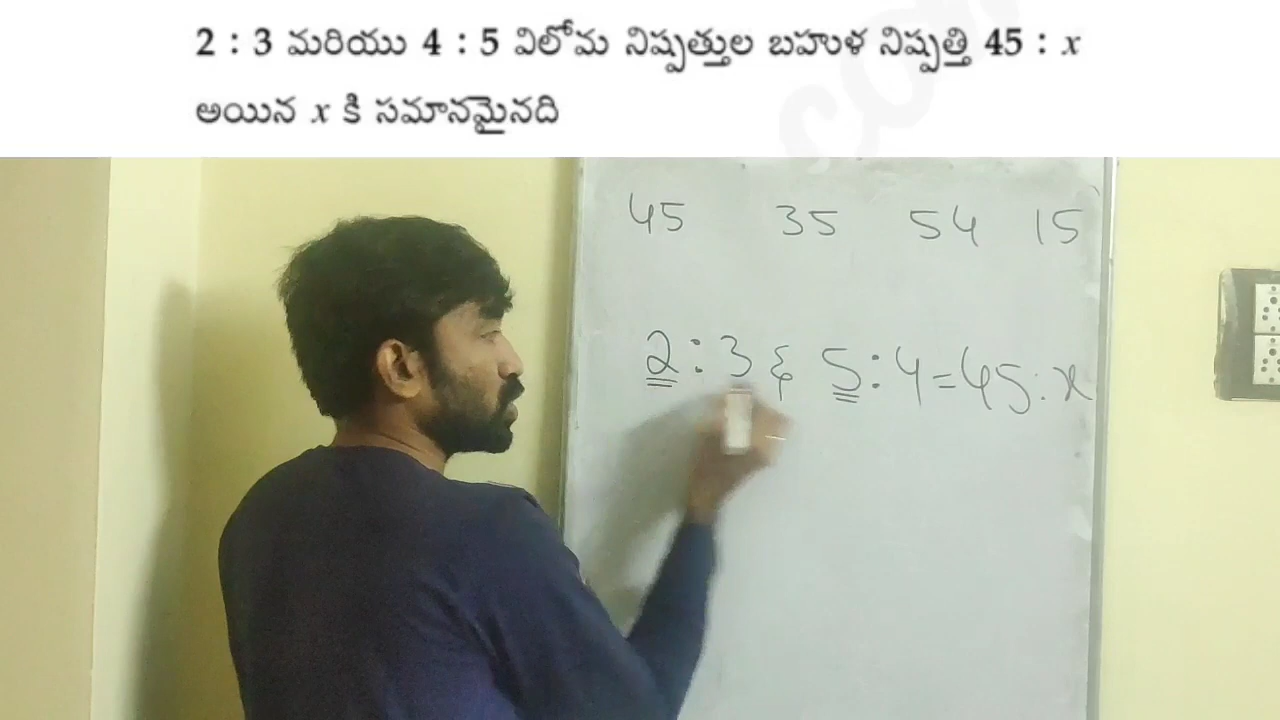 2 : 3 మరియు 4 : 5 విలోమ నిష్పత్తుల బహుళ నిష్పత్తి 45 : x
అయిన x కి సమానమైనది
45 35 54 15
2 : 3 & 5 : 4 = 45 : x